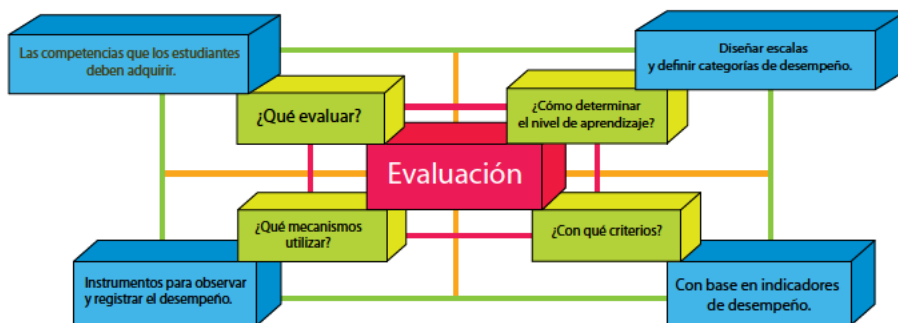 Las competencias que los estudiantes
deben adquirir.
Diseñar escalas
y definir categorías de desempeño.
¿Qué evaluar?
¿Cómo determinar
el nivel de aprendizaje?
Evaluación
¿Qué mecanismos
utilizar?
¿Con qué criterios?
Instrumentos para observar
y registrar el desempeño.
Con base en indicadores
de desempeño.